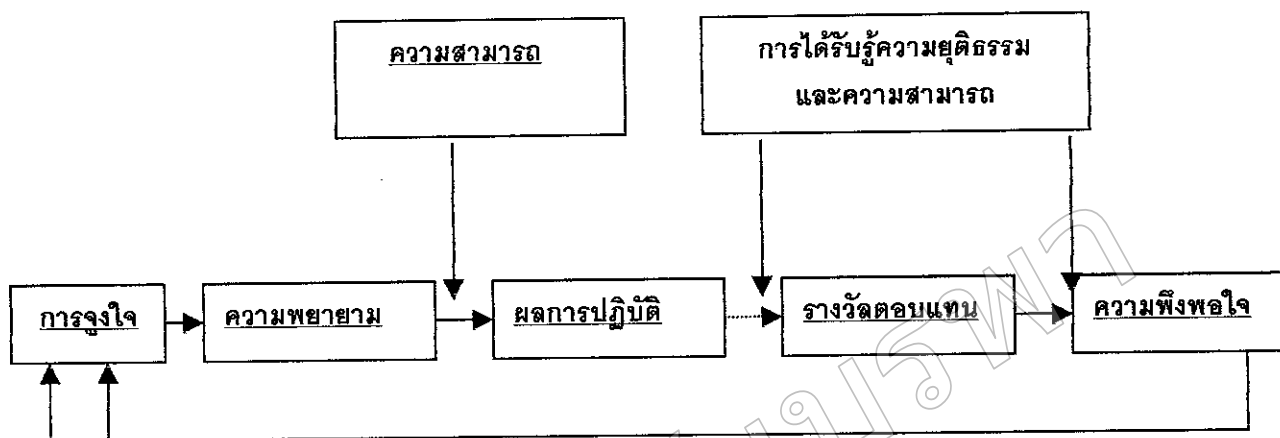 ความสามารถ
การได้รับรู้ความยุติธรรม
และความสามารถ
การจูงใจ
ความพยายาม
ผลการปฏิบัติ
รางวัลตอบแทน
ความพึงพอใจ